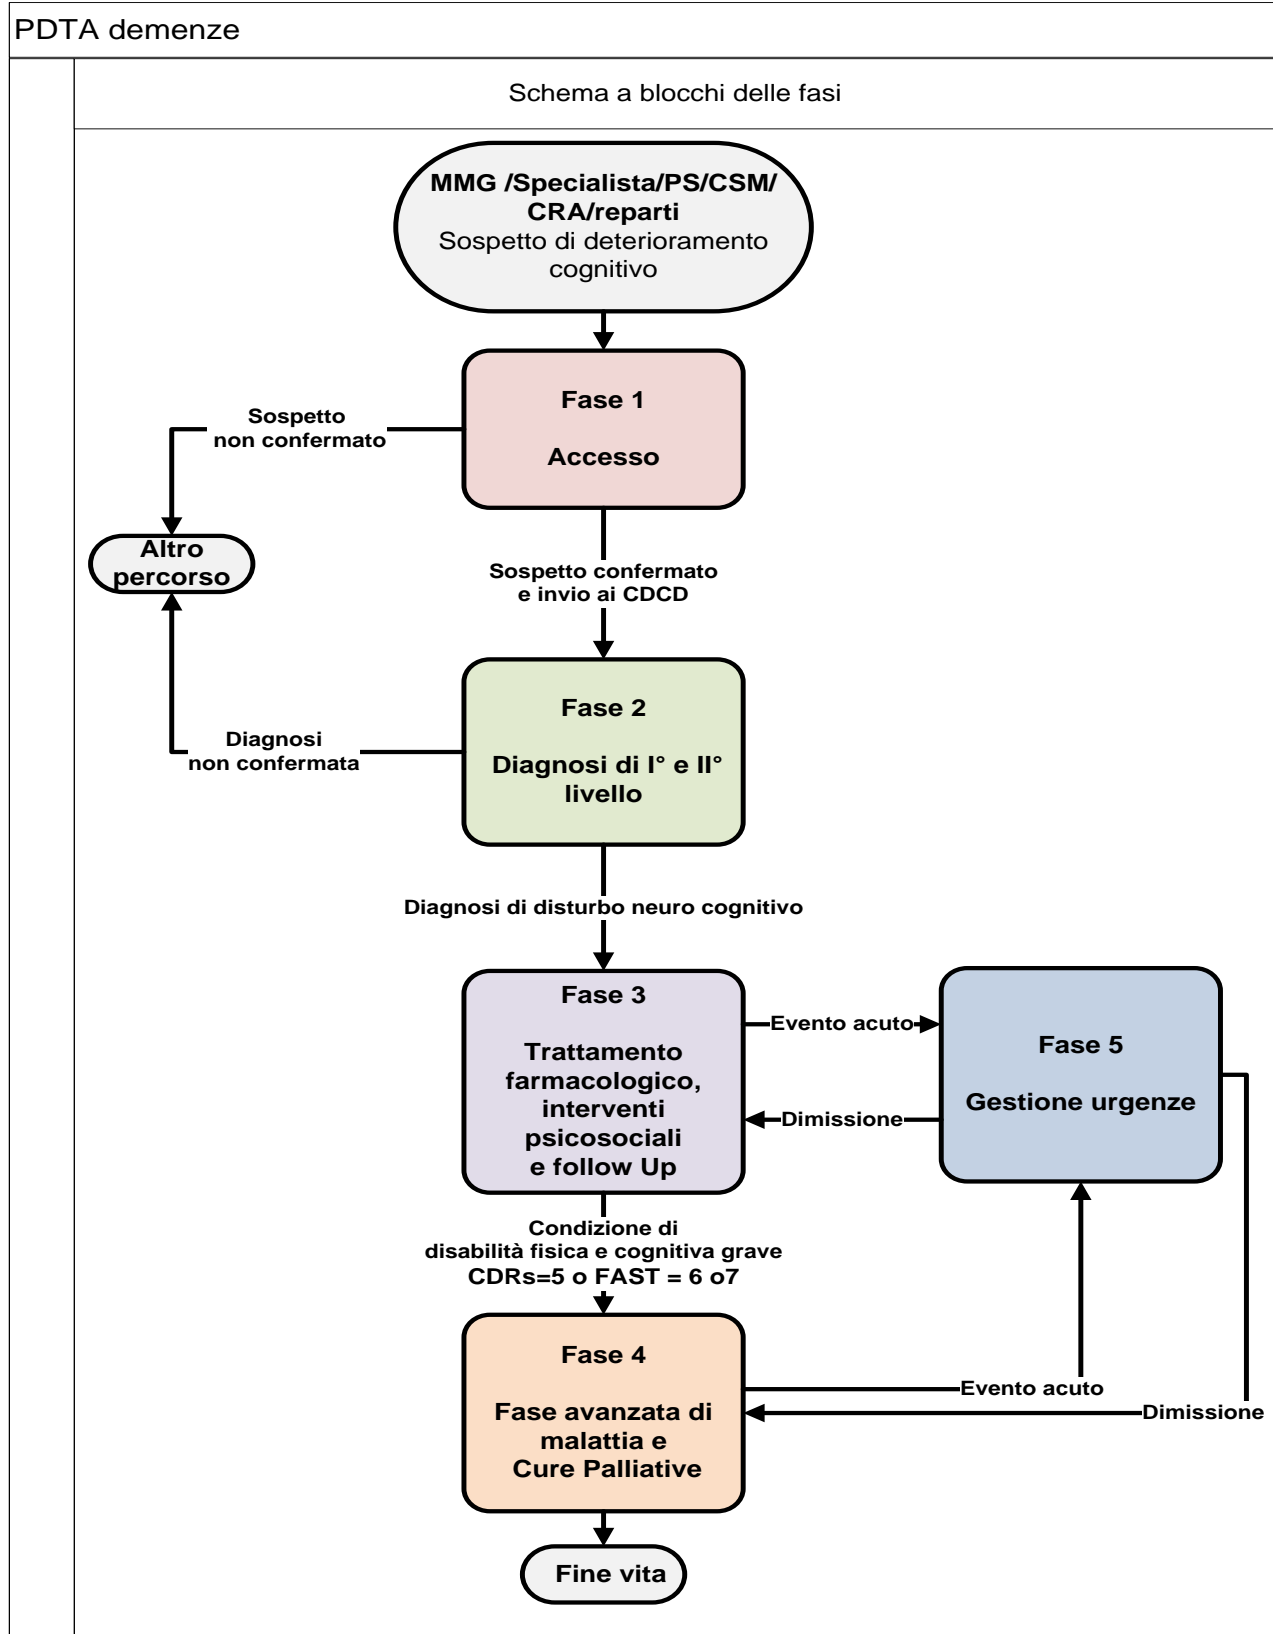 PDTA demenze
Schema a blocchi delle fasi
MMG /Specialista/PS/CSM/
CRA/reparti
Sospetto di deterioramento
cognitivo
Fase 1
Accesso
Sospetto
non confermato
Altro
percorso
Sospetto confermato
e invio ai CDCD
Fase 2
Diagnosi di I° e II°
livello
Diagnosi
non confermata
Diagnosi di disturbo neuro cognitivo
Fase 3
Trattamento
farmacologico,
interventi
psicosociali
e follow Up
Evento acuto
Dimissione
Fase 5
Gestione urgenze
Condizione di
disabilità fisica e cognitiva grave
CDRs=5 o FAST = 6 o7
Fase 4
Fase avanzata di
malattia e
Cure Palliative
Evento acuto
Dimissione
Fine vita